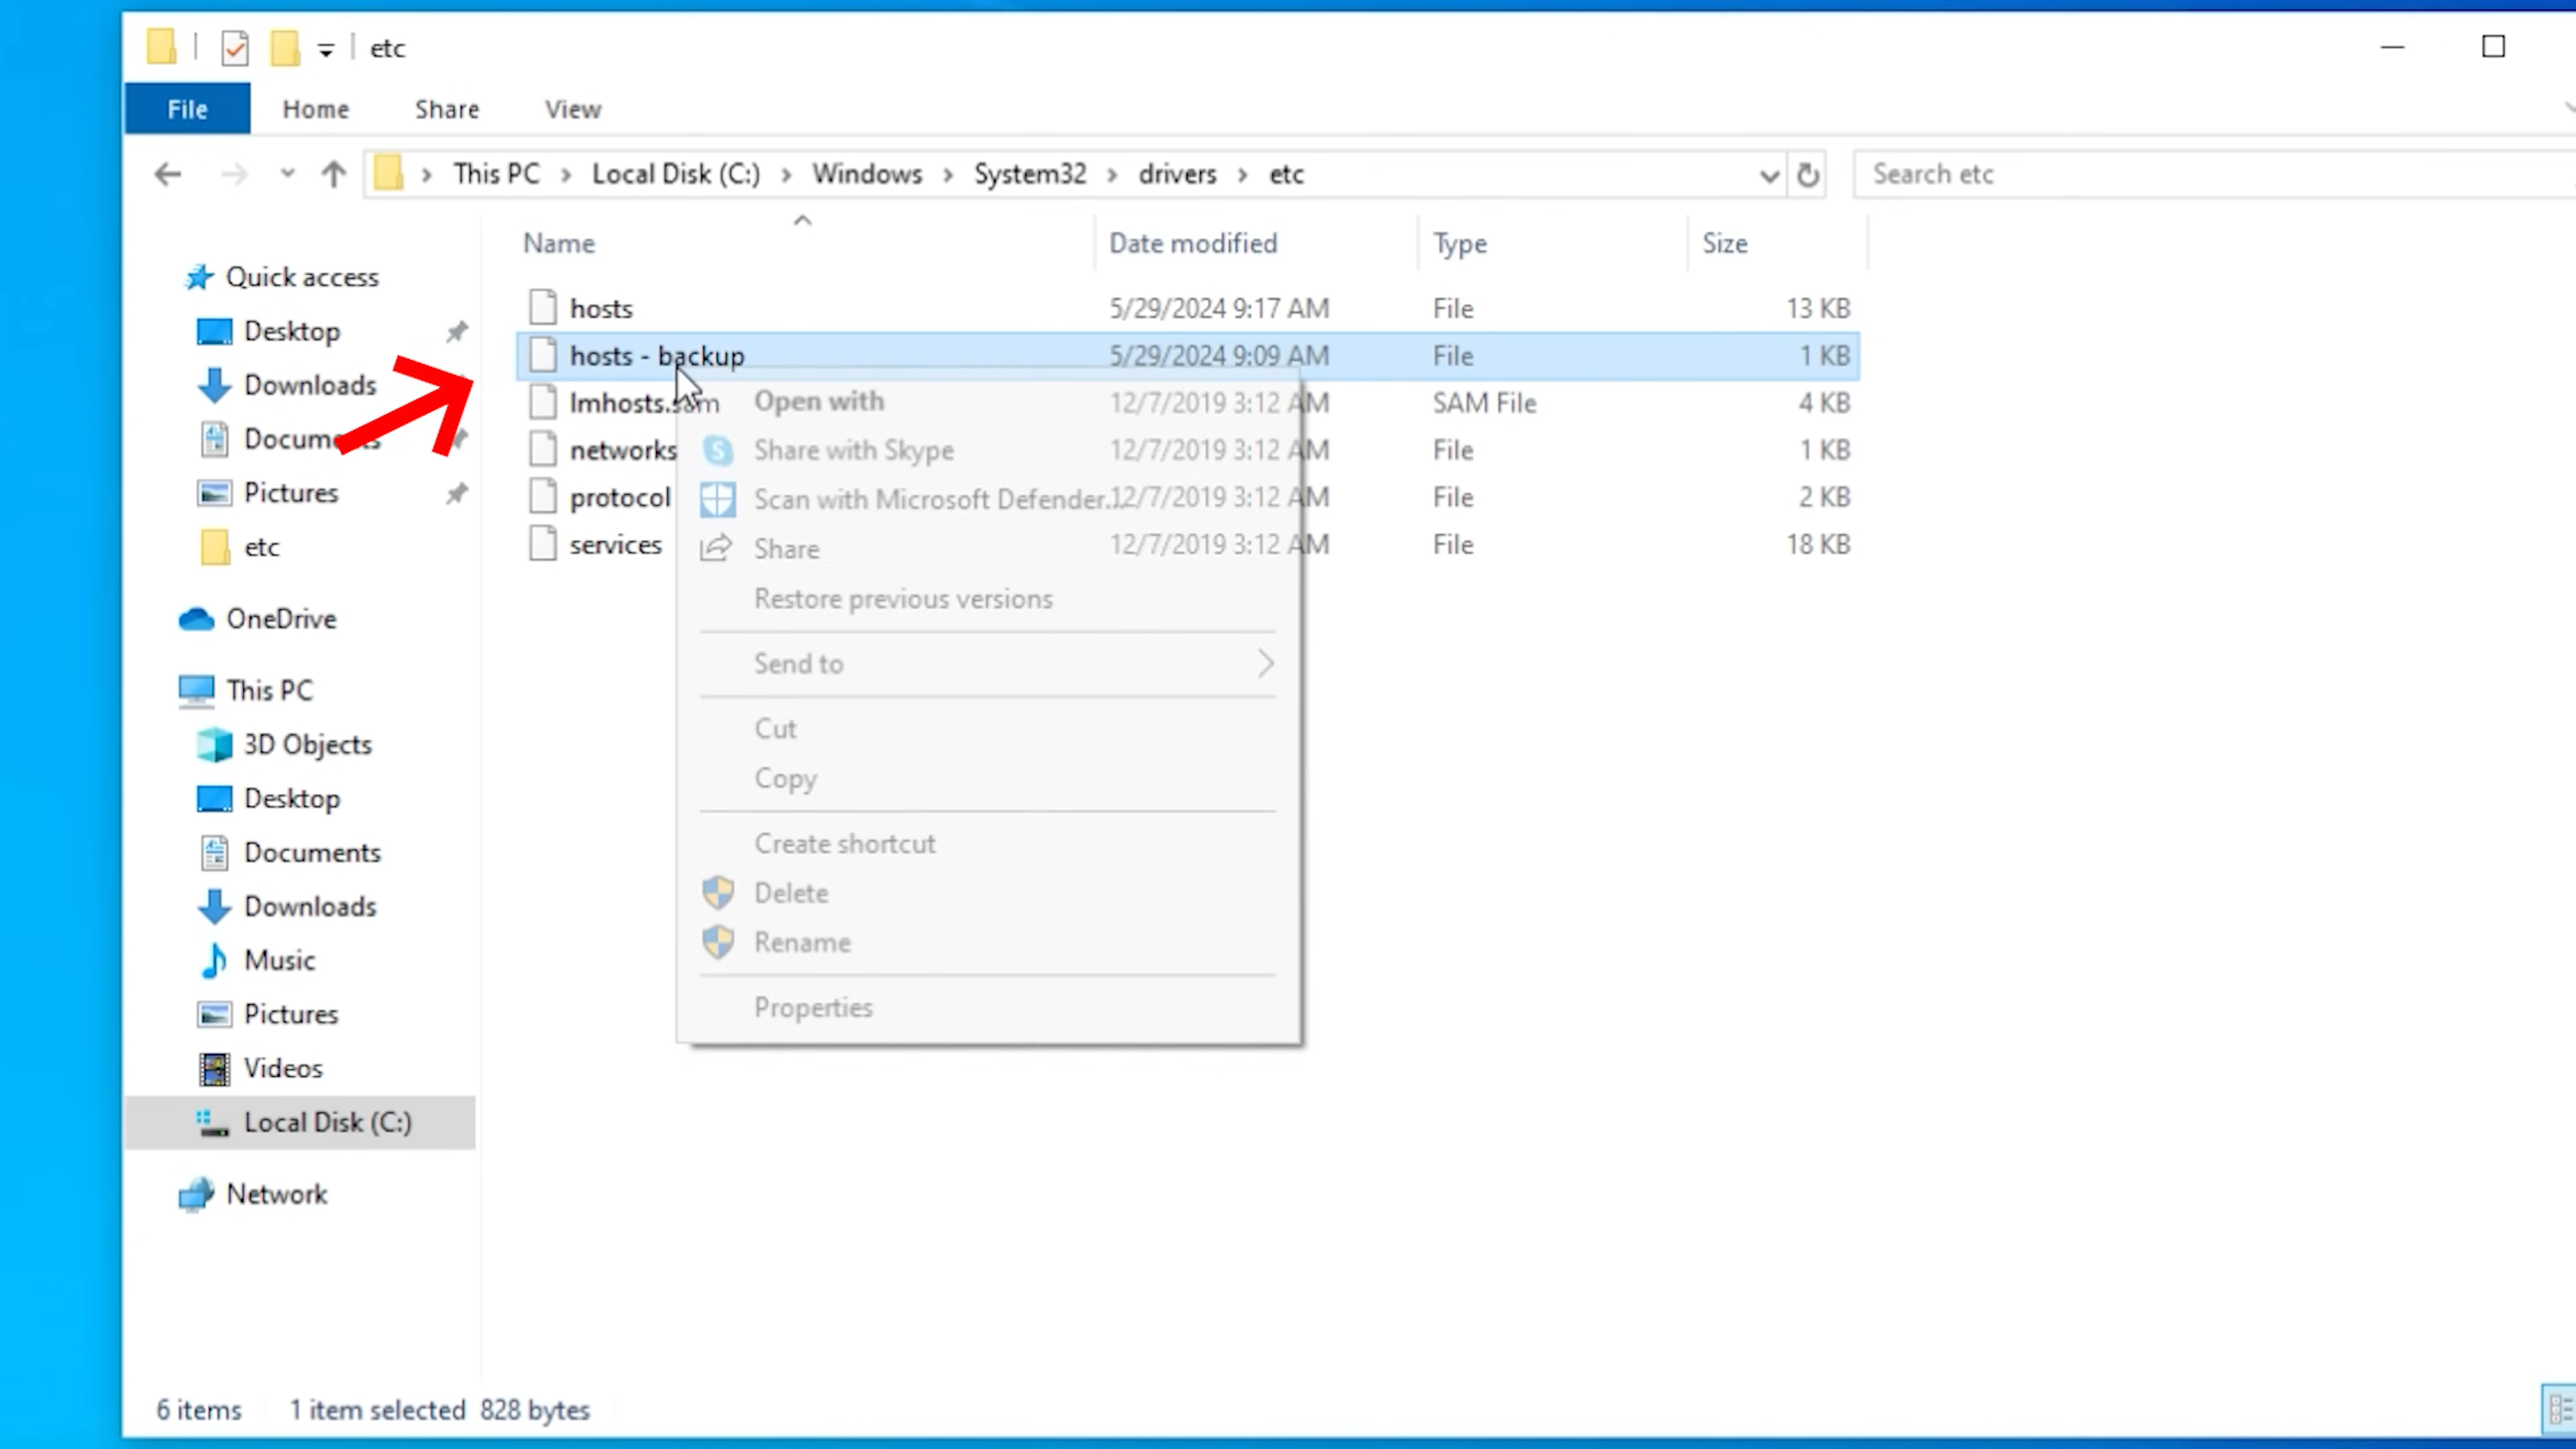 etc
File Home Share View
This PC Local Disk (C:) Windows System32 drivers etc
Search etc
Name Date modified Type Size
Quick access
Desktop
Downloads
Documents
Pictures
etc
OneDrive
This PC
3D Objects
Desktop
Documents
Downloads
Music
Pictures
Videos
Local Disk (C:)
Network
hosts 5/29/2024 9:17 AM File 13 KB
hosts - backup 5/29/2024 9:09 AM File 1 KB
lmhosts.sam 12/7/2019 3:12 AM SAM File 4 KB
networks 12/7/2019 3:12 AM File 1 KB
protocol 12/7/2019 3:12 AM File 2 KB
services 12/7/2019 3:12 AM File 18 KB
Open with
Share with Skype
Scan with Microsoft Defender...
Share
Restore previous versions
Send to
Cut
Copy
Create shortcut
Delete
Rename
Properties
6 items 1 item selected 828 bytes